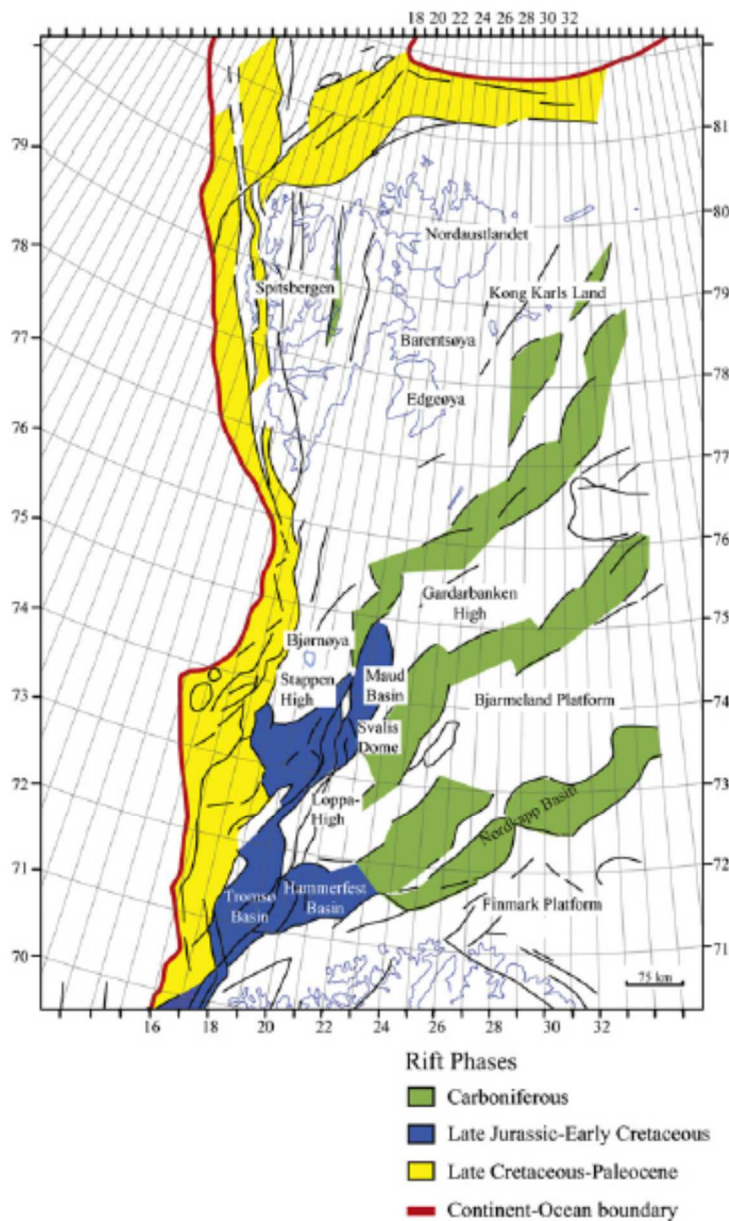 18 20 22 24 26 28 30 32
79
78
77
76
75
74
73
72
71
70
81
80
79
78
77
76
75
74
73
72
71
Nordaustlandet
Spitsbergen
Kong Karls Land
Barentsøya
Edgeøya
Gardarbanken
High
Bjørnøya
Stappen
High
Maud
Basin
Svalis
Dome
Bjarmeland Platform
Loppa-
High
Nordkapp Basin
Tromsø
Basin
Hammerfest
Basin
Finmark Platform
75 km
16 18 20 22 24 26 28 30 32
Rift Phases
Carboniferous
Late Jurassic-Early Cretaceous
Late Cretaceous-Paleocene
Continent-Ocean boundary